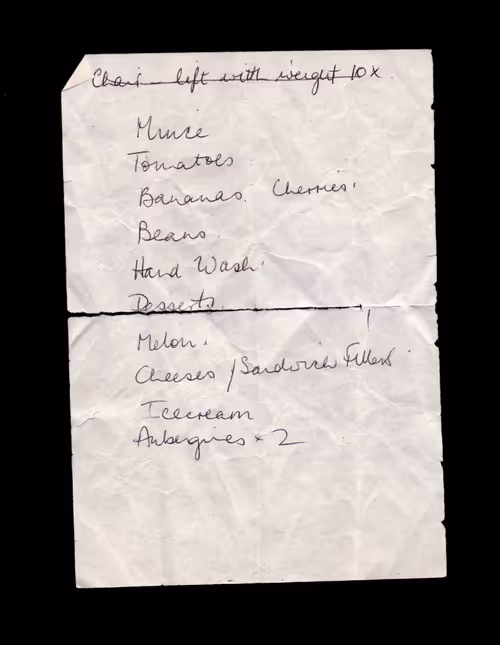 Chair - lift with weight 10x.
Mince
Tomatoes
Bananas. Cherries.
Beans.
Hand Wash.
Desserts.
Melon.
Cheeses / Sandwich Fillers.
Icecream
Aubergines x 2